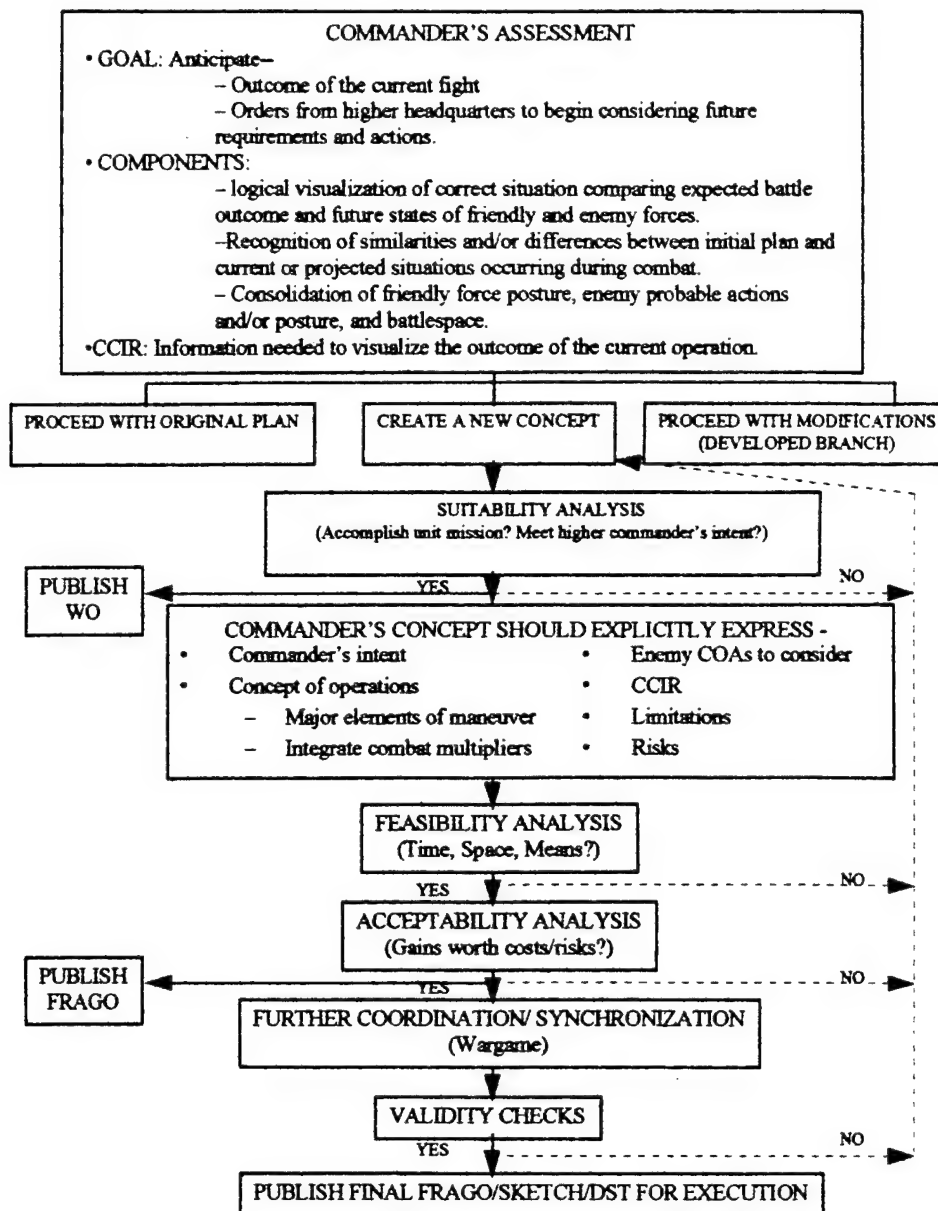 COMMANDER'S ASSESSMENT
• GOAL: Anticipate–
– Outcome of the current fight
– Orders from higher headquarters to begin considering future
requirements and actions.
• COMPONENTS:
– logical visualization of correct situation comparing expected battle
outcome and future states of friendly and enemy forces.
–Recognition of similarities and/or differences between initial plan and
current or projected situations occurring during combat.
– Consolidation of friendly force posture, enemy probable actions
and/or posture, and battlespace.
•CCIR: Information needed to visualize the outcome of the current operation.
PROCEED WITH ORIGINAL PLAN
CREATE A NEW CONCEPT
PROCEED WITH MODIFICATIONS
(DEVELOPED BRANCH)
SUITABILITY ANALYSIS
(Accomplish unit mission? Meet higher commander's intent?)
YES
NO
PUBLISH
WO
COMMANDER'S CONCEPT SHOULD EXPLICITLY EXPRESS -
• Commander's intent
• Concept of operations
– Major elements of maneuver
– Integrate combat multipliers
• Enemy COAs to consider
• CCIR
• Limitations
• Risks
FEASIBILITY ANALYSIS
(Time, Space, Means?)
YES
NO
ACCEPTABILITY ANALYSIS
(Gains worth costs/risks?)
YES
NO
PUBLISH
FRAGO
FURTHER COORDINATION/ SYNCHRONIZATION
(Wargame)
VALIDITY CHECKS
YES
NO
PUBLISH FINAL FRAGO/SKETCH/DST FOR EXECUTION